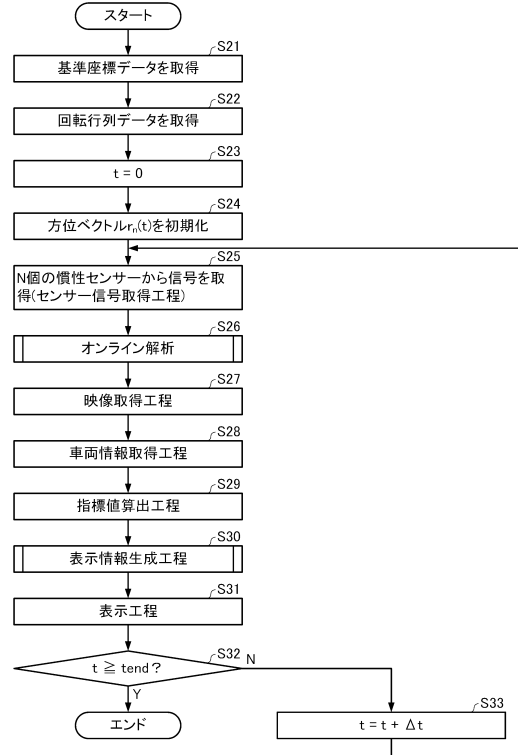 スタート
S21
基準座標データを取得
S22
回転行列データを取得
S23
t = 0
S24
方位ベクトルrn(t)を初期化
S25
N個の慣性センサーから信号を取
得(センサー信号取得工程)
S26
オンライン解析
S27
映像取得工程
S28
車両情報取得工程
S29
指標値算出工程
S30
表示情報生成工程
S31
表示工程
S32
t ≧ tend?
N
Y
エンド
S33
t = t + Δt